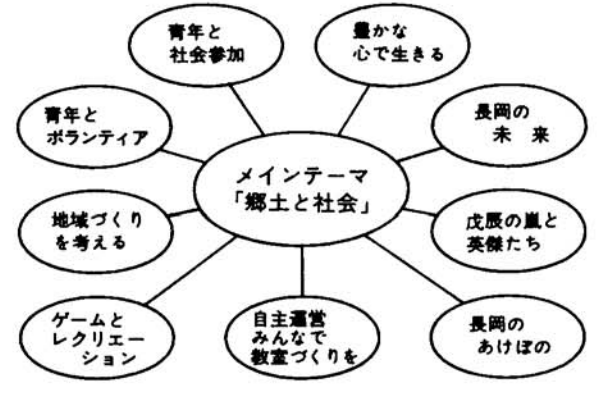 青年と
社会参加
豊かな
心で生きる
青年と
ボランティア
長岡の
未　来
メインテーマ
「郷土と社会」
地域づくり
を考える
戊辰の嵐と
英傑たち
ゲームと
レクリエー
ション
自主運営
みんなで
教室づくりを
長岡の
あけぼの